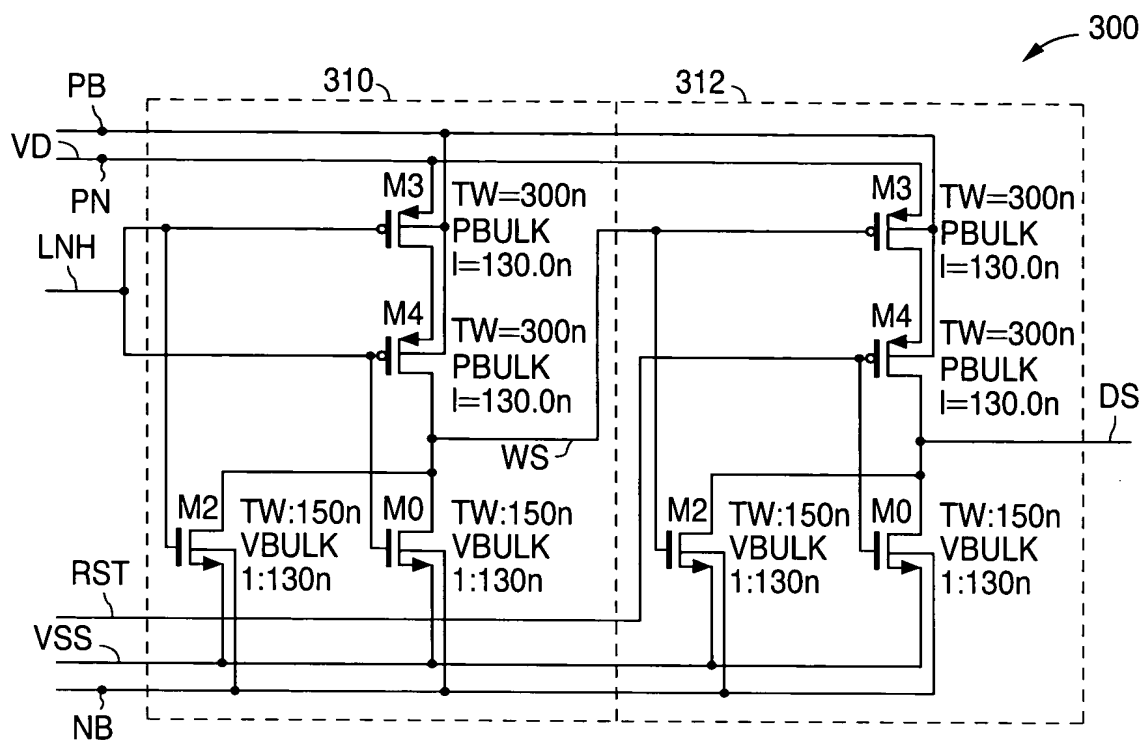 300
310
312
PB
VD
PN
LNH
M3
TW=300n
PBULK
l=130.0n
M4
TW=300n
PBULK
l=130.0n
WS
M2
TW:150n
VBULK
1:130n
M0
TW:150n
VBULK
1:130n
M3
TW=300n
PBULK
l=130.0n
M4
TW=300n
PBULK
l=130.0n
DS
M2
TW:150n
VBULK
1:130n
M0
TW:150n
VBULK
1:130n
RST
VSS
NB